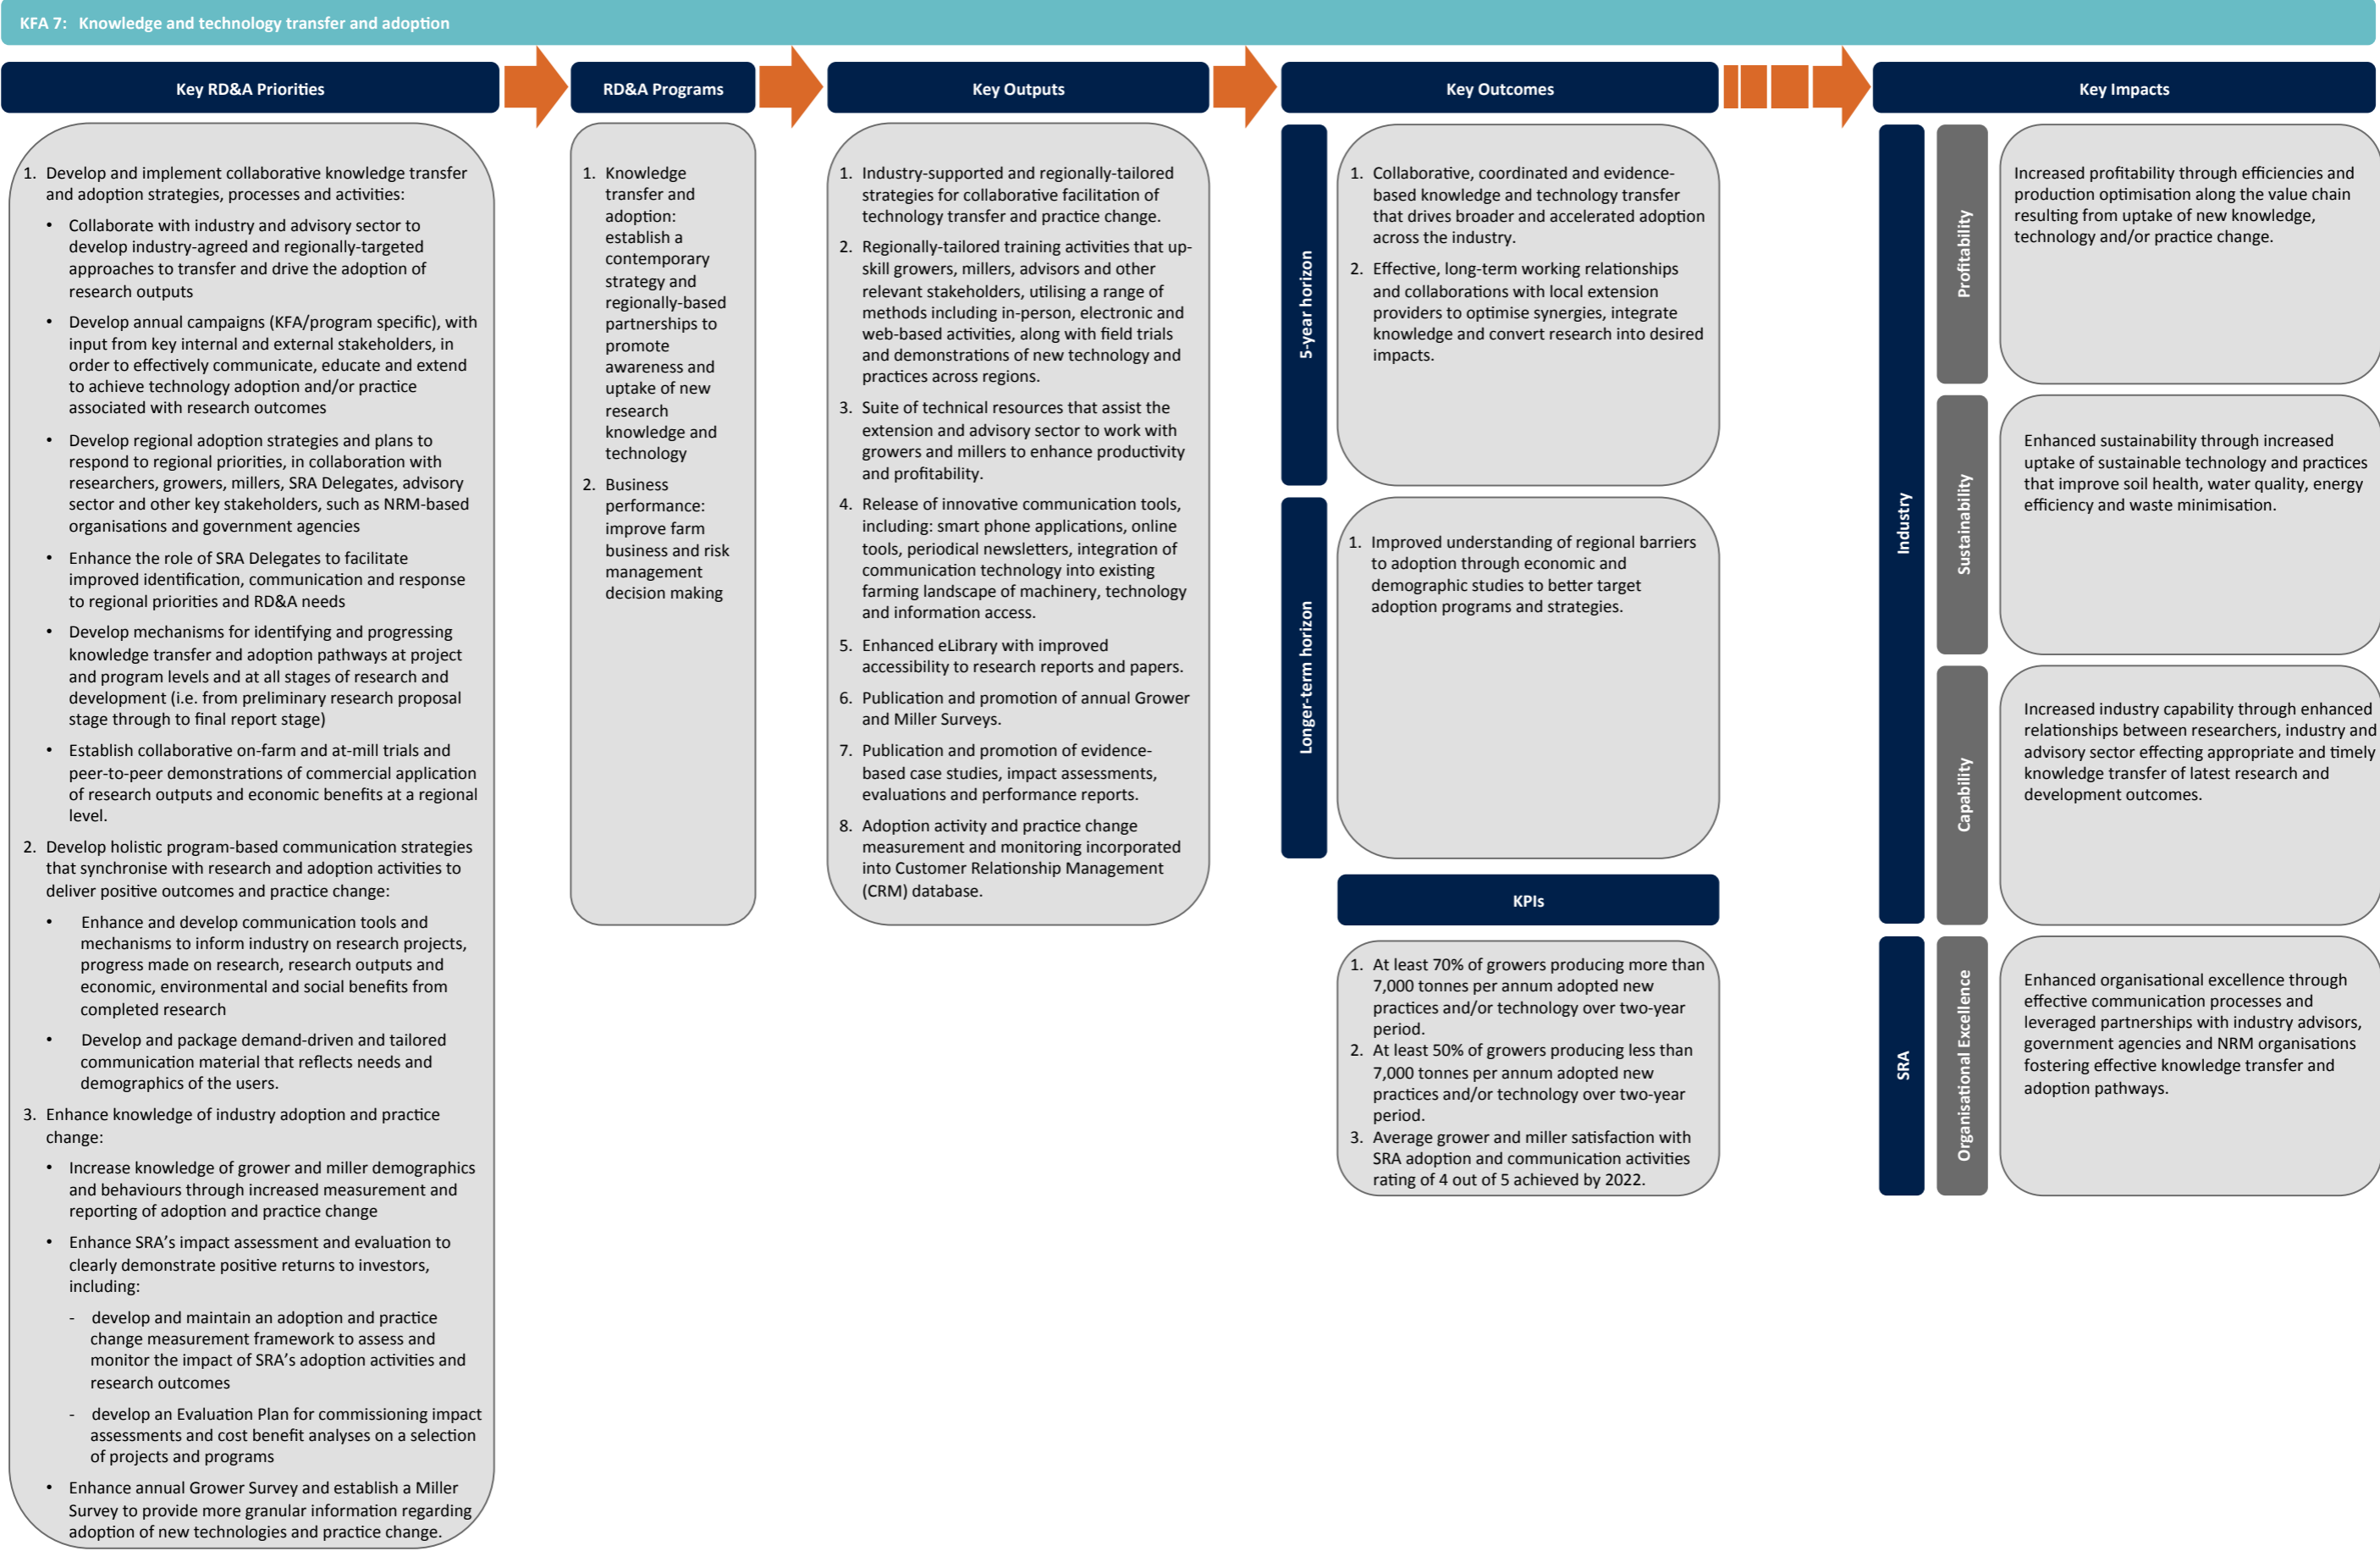 KFA 7: Knowledge and technology transfer and adoption
Key RD&A Priorities
1. Develop and implement collaborative knowledge transfer
and adoption strategies, processes and activities:
• Collaborate with industry and advisory sector to
develop industry-agreed and regionally-targeted
approaches to transfer and drive the adoption of
research outputs
• Develop annual campaigns (KFA/program specific), with
input from key internal and external stakeholders, in
order to effectively communicate, educate and extend
to achieve technology adoption and/or practice
associated with research outcomes
• Develop regional adoption strategies and plans to
respond to regional priorities, in collaboration with
researchers, growers, millers, SRA Delegates, advisory
sector and other key stakeholders, such as NRM-based
organisations and government agencies
• Enhance the role of SRA Delegates to facilitate
improved identification, communication and response
to regional priorities and RD&A needs
• Develop mechanisms for identifying and progressing
knowledge transfer and adoption pathways at project
and program levels and at all stages of research and
development (i.e. from preliminary research proposal
stage through to final report stage)
• Establish collaborative on-farm and at-mill trials and
peer-to-peer demonstrations of commercial application
of research outputs and economic benefits at a regional
level.
2. Develop holistic program-based communication strategies
that synchronise with research and adoption activities to
deliver positive outcomes and practice change:
• Enhance and develop communication tools and
mechanisms to inform industry on research projects,
progress made on research, research outputs and
economic, environmental and social benefits from
completed research
• Develop and package demand-driven and tailored
communication material that reflects needs and
demographics of the users.
3. Enhance knowledge of industry adoption and practice
change:
• Increase knowledge of grower and miller demographics
and behaviours through increased measurement and
reporting of adoption and practice change
• Enhance SRA's impact assessment and evaluation to
clearly demonstrate positive returns to investors,
including:
- develop and maintain an adoption and practice
change measurement framework to assess and
monitor the impact of SRA's adoption activities and
research outcomes
- develop an Evaluation Plan for commissioning impact
assessments and cost benefit analyses on a selection
of projects and programs
• Enhance annual Grower Survey and establish a Miller
Survey to provide more granular information regarding
adoption of new technologies and practice change.
RD&A Programs
1. Knowledge
transfer and
adoption:
establish a
contemporary
strategy and
regionally-based
partnerships to
promote
awareness and
uptake of new
research
knowledge and
technology
2. Business
performance:
improve farm
business and risk
management
decision making
Key Outputs
1. Industry-supported and regionally-tailored
strategies for collaborative facilitation of
technology transfer and practice change.
2. Regionally-tailored training activities that up-
skill growers, millers, advisors and other
relevant stakeholders, utilising a range of
methods including in-person, electronic and
web-based activities, along with field trials
and demonstrations of new technology and
practices across regions.
3. Suite of technical resources that assist the
extension and advisory sector to work with
growers and millers to enhance productivity
and profitability.
4. Release of innovative communication tools,
including: smart phone applications, online
tools, periodical newsletters, integration of
communication technology into existing
farming landscape of machinery, technology
and information access.
5. Enhanced eLibrary with improved
accessibility to research reports and papers.
6. Publication and promotion of annual Grower
and Miller Surveys.
7. Publication and promotion of evidence-
based case studies, impact assessments,
evaluations and performance reports.
8. Adoption activity and practice change
measurement and monitoring incorporated
into Customer Relationship Management
(CRM) database.
Key Outcomes
5-year horizon
1. Collaborative, coordinated and evidence-
based knowledge and technology transfer
that drives broader and accelerated adoption
across the industry.
2. Effective, long-term working relationships
and collaborations with local extension
providers to optimise synergies, integrate
knowledge and convert research into desired
impacts.
Longer-term horizon
1. Improved understanding of regional barriers
to adoption through economic and
demographic studies to better target
adoption programs and strategies.
KPIs
1. At least 70% of growers producing more than
7,000 tonnes per annum adopted new
practices and/or technology over two-year
period.
2. At least 50% of growers producing less than
7,000 tonnes per annum adopted new
practices and/or technology over two-year
period.
3. Average grower and miller satisfaction with
SRA adoption and communication activities
rating of 4 out of 5 achieved by 2022.
Key Impacts
Industry
Profitability
Increased profitability through efficiencies and
production optimisation along the value chain
resulting from uptake of new knowledge,
technology and/or practice change.
Sustainability
Enhanced sustainability through increased
uptake of sustainable technology and practices
that improve soil health, water quality, energy
efficiency and waste minimisation.
Capability
Increased industry capability through enhanced
relationships between researchers, industry and
advisory sector effecting appropriate and timely
knowledge transfer of latest research and
development outcomes.
SRA
Organisational Excellence
Enhanced organisational excellence through
effective communication processes and
leveraged partnerships with industry advisors,
government agencies and NRM organisations
fostering effective knowledge transfer and
adoption pathways.